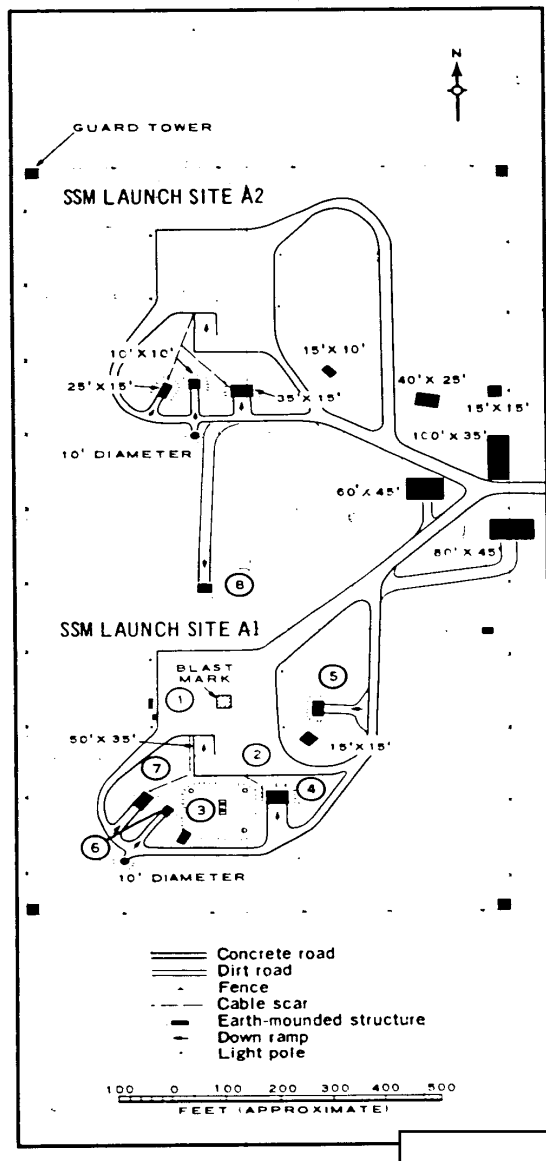 N
GUARD TOWER
SSM LAUNCH SITE A2
10' X 10'
15' X 10'
25' X 15'
35' X 15'
40' X 25'
15' X 15'
100' X 35'
10' DIAMETER
60' X 45'
80' X 45'
8
SSM LAUNCH SITE A1
BLAST
MARK
5
1
50' X 35'
2
15' X 15'
7
4
3
6
10' DIAMETER
Concrete road
Dirt road
Fence
Cable scar
Earth-mounded structure
Down ramp
Light pole
100 0 100 200 300 400 500
FEET (APPROXIMATE)